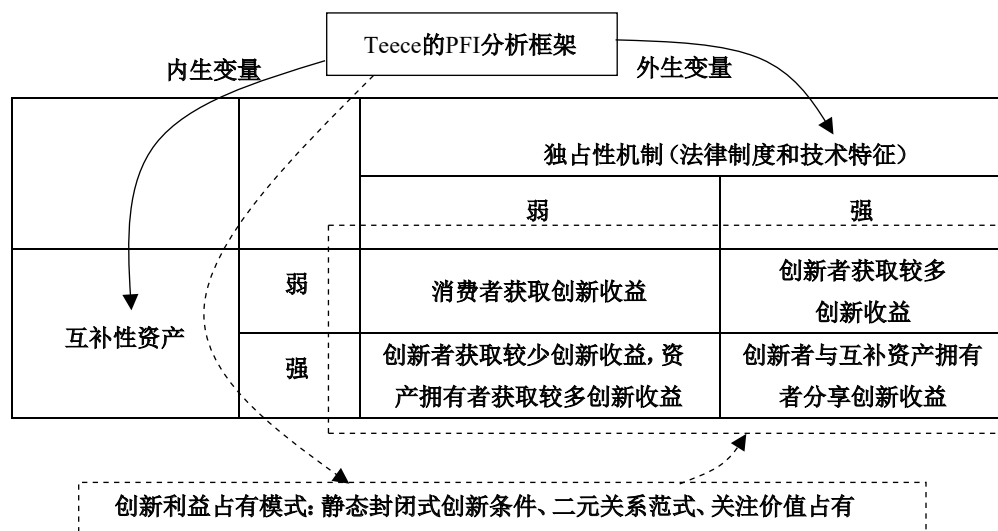 Teece的PFI分析框架
内生变量
外生变量
独占性机制(法律制度和技术特征)
弱
强
互补性资产
弱
消费者获取创新收益
创新者获取较多
创新收益
强
创新者获取较少创新收益,资
产拥有者获取较多创新收益
创新者与互补资产拥有
者分享创新收益
创新利益占有模式:静态封闭式创新条件、二元关系范式、关注价值占有